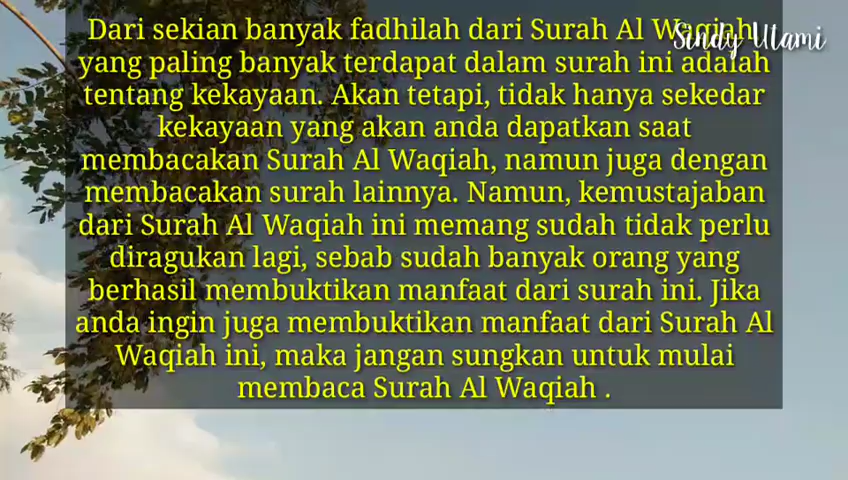 Dari sekian banyak fadhilah dari Surah Al Waqiah,
yang paling banyak terdapat dalam surah ini adalah
tentang kekayaan. Akan tetapi, tidak hanya sekedar
kekayaan yang akan anda dapatkan saat
membacakan Surah Al Waqiah, namun juga dengan
membacakan surah lainnya. Namun, kemustajaban
dari Surah Al Waqiah ini memang sudah tidak perlu
diragukan lagi, sebab sudah banyak orang yang
berhasil membuktikan manfaat dari surah ini. Jika
anda ingin juga membuktikan manfaat dari Surah Al
Waqiah ini, maka jangan sungkan untuk mulai
membaca Surah Al Waqiah .
Sindy Utami